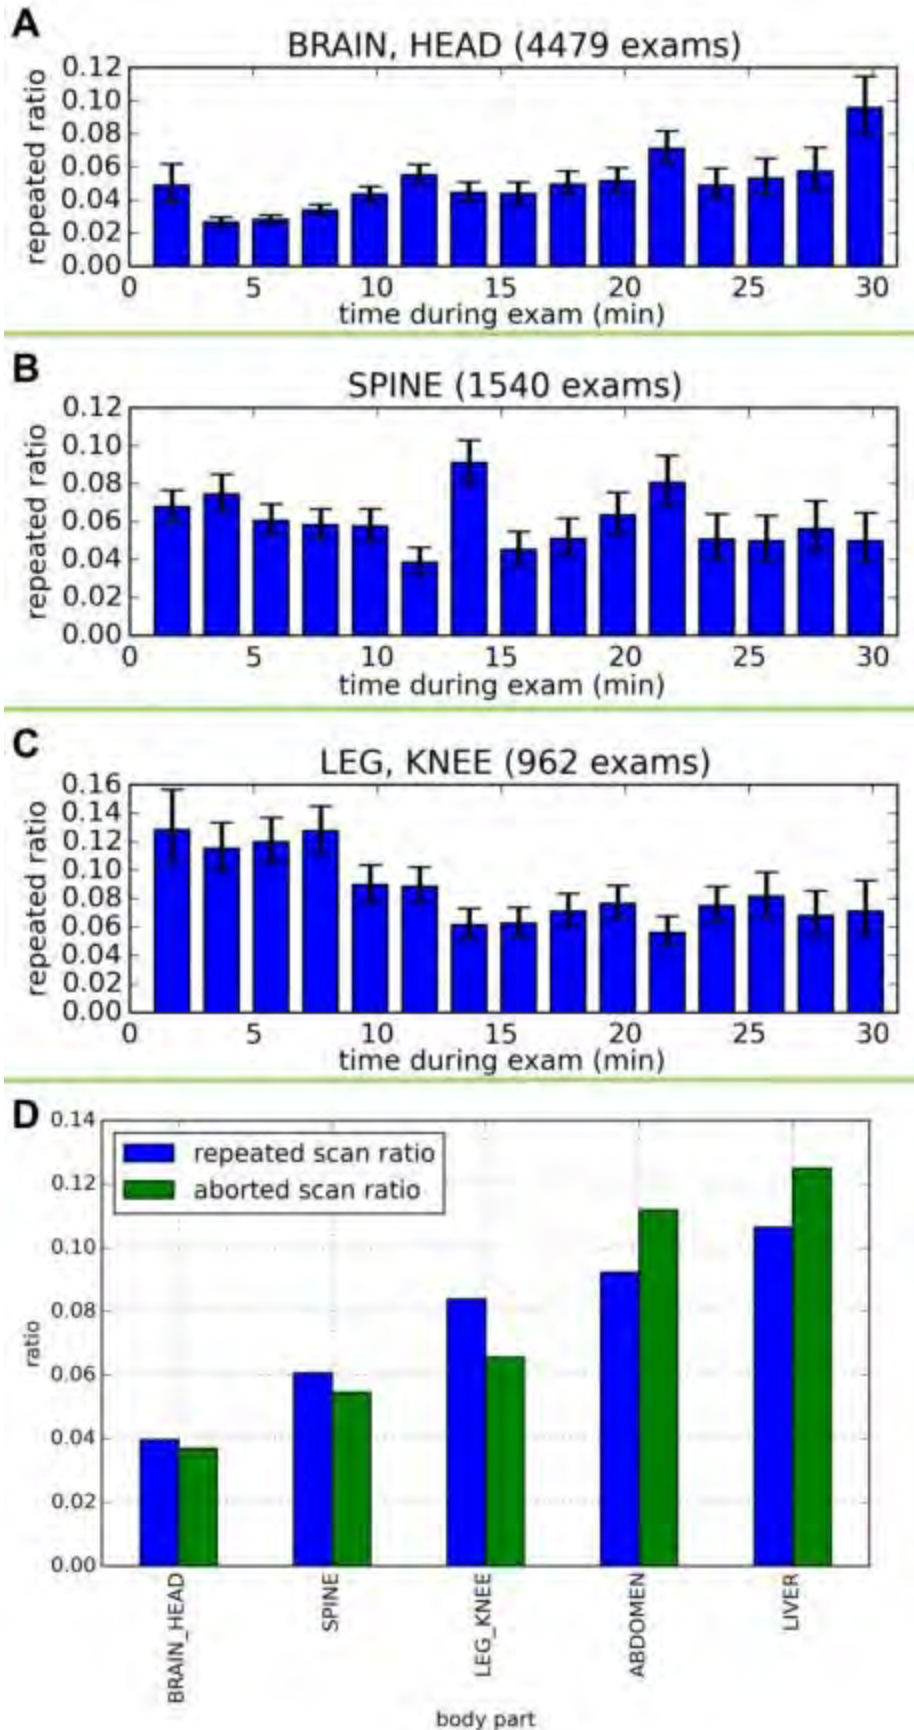 A
BRAIN, HEAD (4479 exams)
repeated ratio
0.12
0.10
0.08
0.06
0.04
0.02
0.00
0 5 10 15 20 25 30
time during exam (min)
B
SPINE (1540 exams)
repeated ratio
0.12
0.10
0.08
0.06
0.04
0.02
0.00
0 5 10 15 20 25 30
time during exam (min)
C
LEG, KNEE (962 exams)
repeated ratio
0.16
0.14
0.12
0.10
0.08
0.06
0.04
0.02
0.00
0 5 10 15 20 25 30
time during exam (min)
D
repeated scan ratio
aborted scan ratio
ratio
0.14
0.12
0.10
0.08
0.06
0.04
0.02
0.00
BRAIN_HEAD
SPINE
LEG_KNEE
ABDOMEN
LIVER
body part